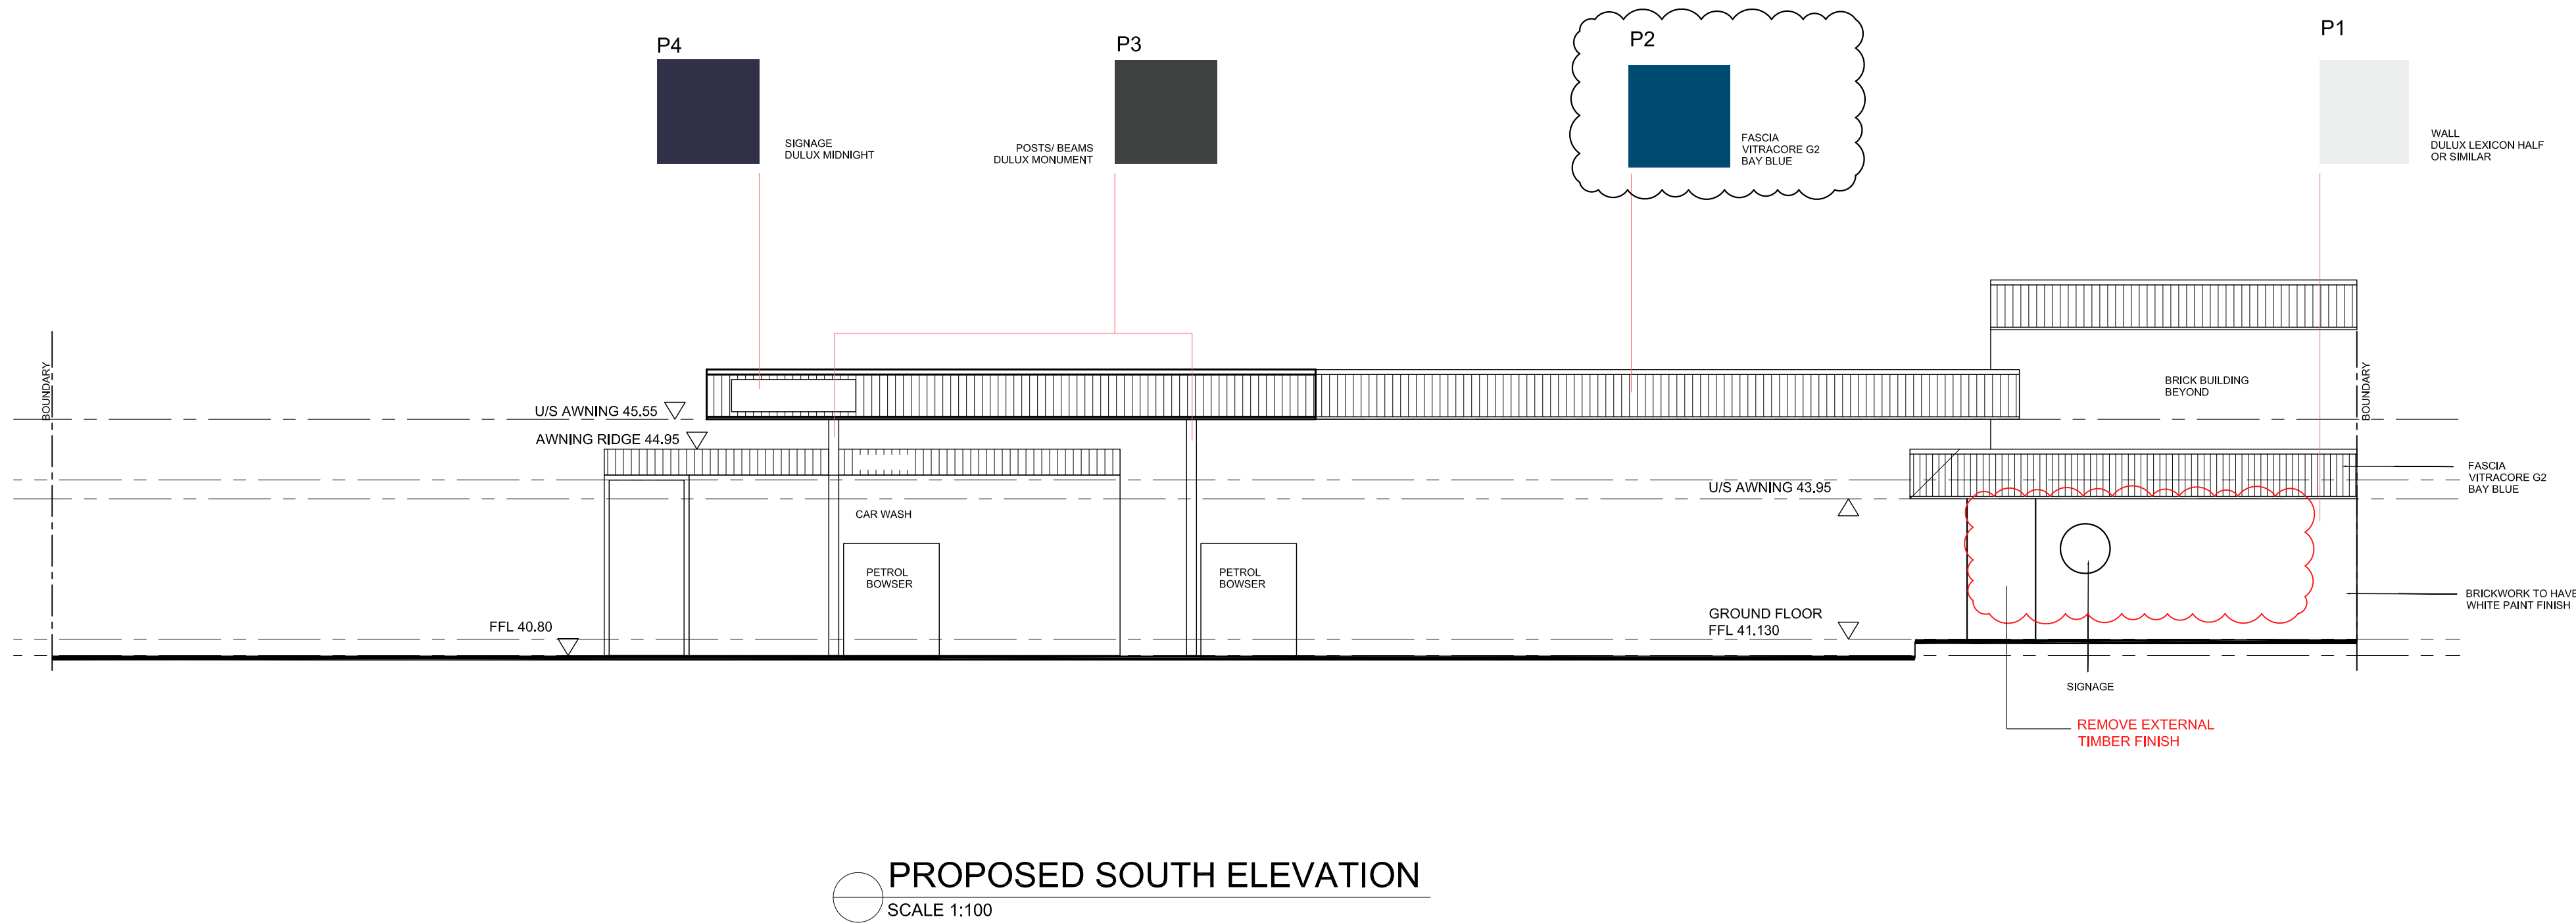 P4
P3
P2
P1
SIGNAGE
DULUX MIDNIGHT
POSTS/ BEAMS
DULUX MONUMENT
FASCIA
VITRACORE G2
BAY BLUE
WALL
DULUX LEXICON HALF
OR SIMILAR
BOUNDARY
U/S AWNING 45.55
AWNING RIDGE 44.95
BRICK BUILDING
BEYOND
BOUNDARY
U/S AWNING 43.95
FASCIA
VITRACORE G2
BAY BLUE
CAR WASH
PETROL
BOWSER
PETROL
BOWSER
FFL 40.80
GROUND FLOOR
FFL 41.130
BRICKWORK TO HAVE
WHITE PAINT FINISH
SIGNAGE
REMOVE EXTERNAL
TIMBER FINISH
PROPOSED SOUTH ELEVATION
SCALE 1:100